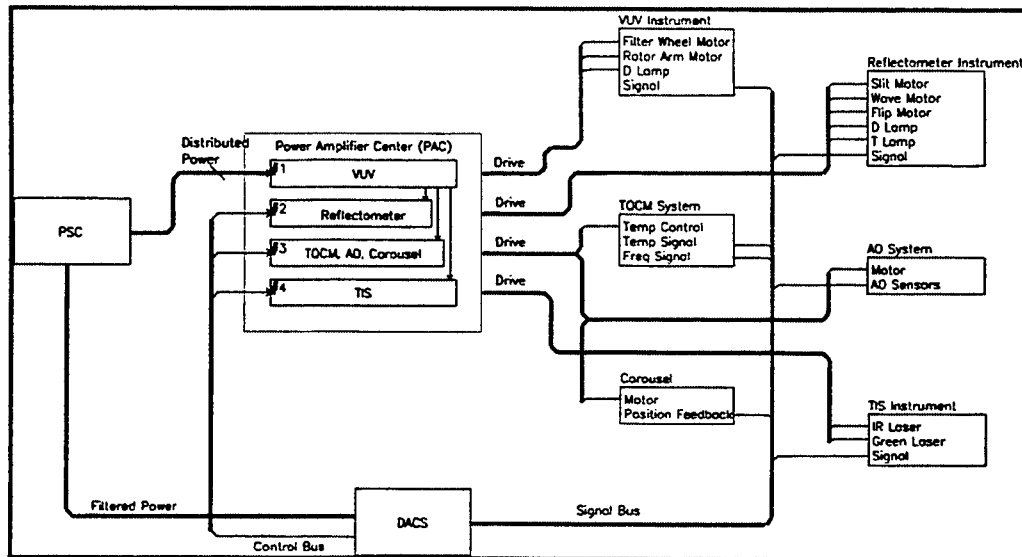 VUV Instrument
Filter Wheel Motor
Rotor Arm Motor
D Lamp
Signal
Reflectometer Instrument
Slit Motor
Wave Motor
Flip Motor
D Lamp
T Lamp
Signal
Distributed
Power
Power Amplifier Center (PAC)
#1
VUV
#2
Reflectometer
#3
TOCM, AO, Carousel
#4
TIS
Drive
Drive
Drive
Drive
PSC
TOCM System
Temp Control
Temp Signal
Freq Signal
AO System
Motor
AO Sensors
Carousel
Motor
Position Feedback
TIS Instrument
IR Laser
Green Laser
Signal
Filtered Power
DACS
Signal Bus
Control Bus